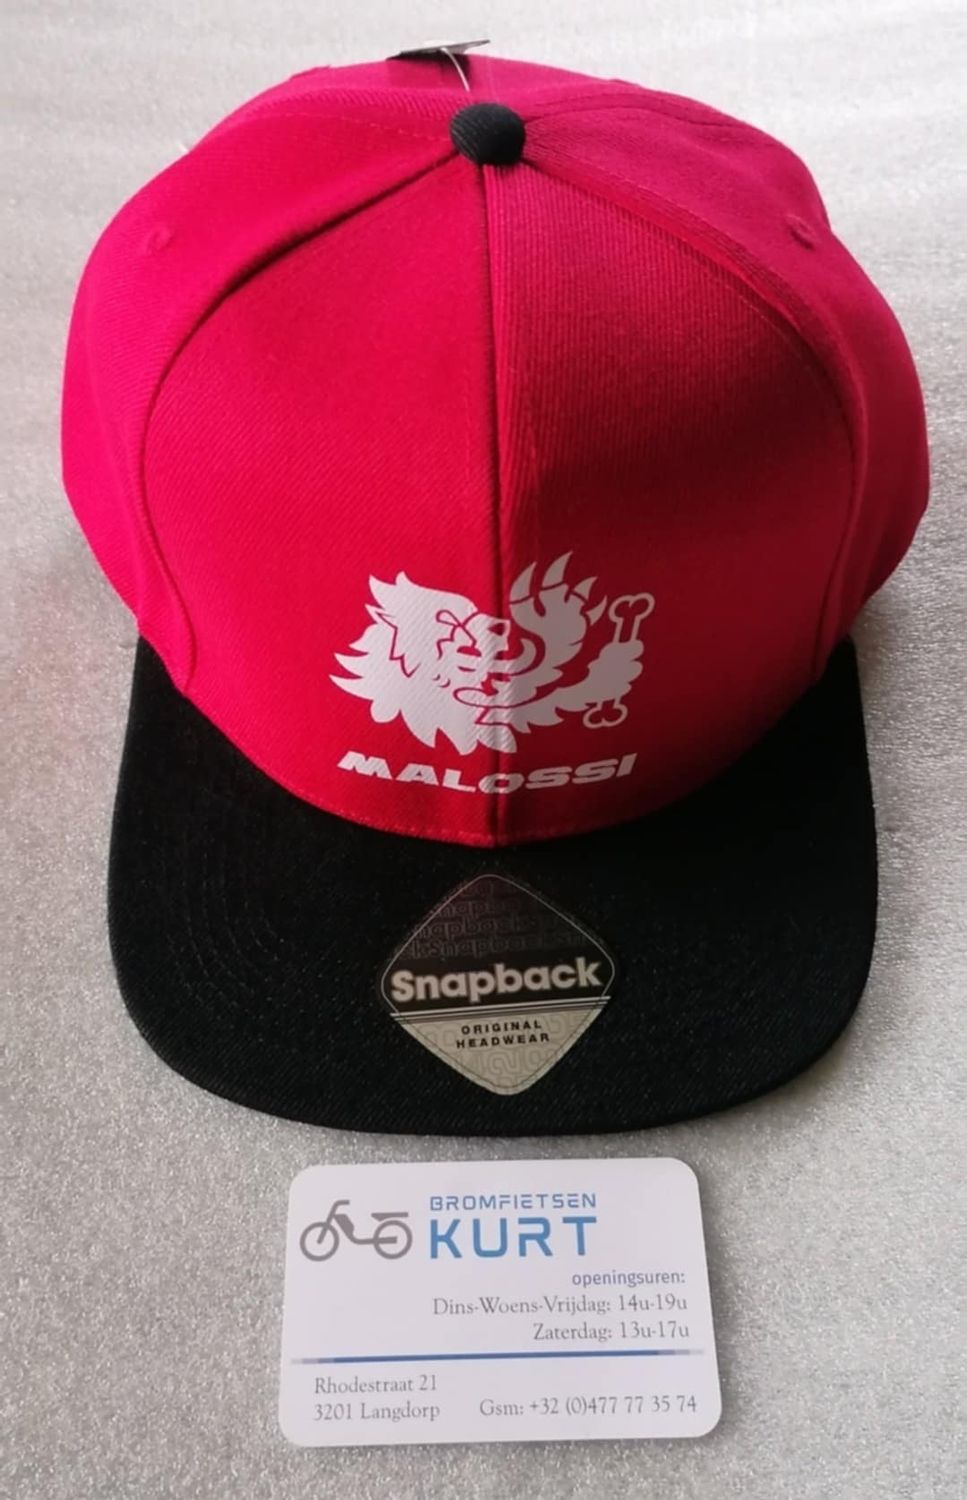 MALOSSI
Snapback
ORIGINAL
HEADWEAR
BROMFIETSEN
KURT
openingsuren:
Dins-Woens-Vrijdag: 14u-19u
Zaterdag: 13u-17u
Rhodestraat 21
3201 Langdorp
Gsm: +32 (0)477 77 35 74